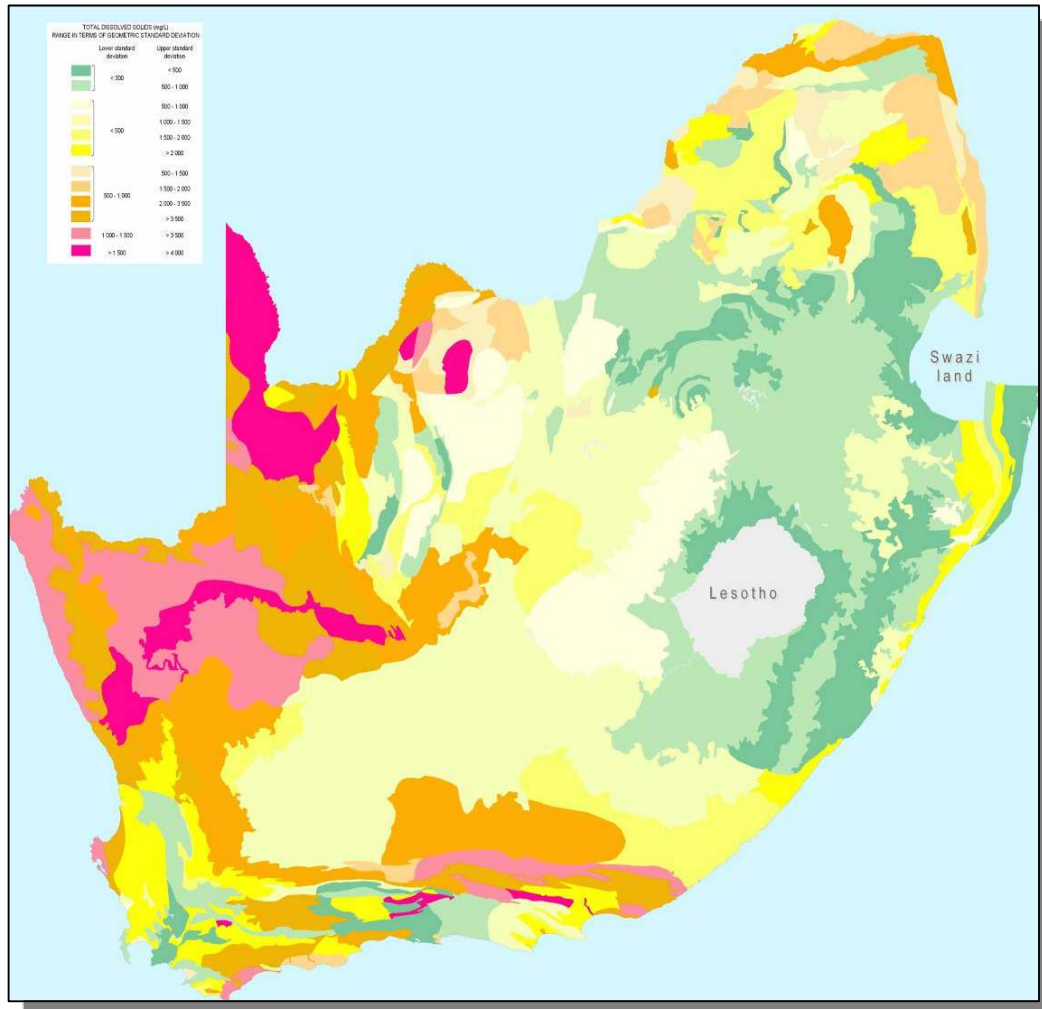 TOTAL DISSOLVED SOLIDS (mg/L)
RANGE IN TERMS OF GEOMETRIC STANDARD DEVIATION
Lower standard deviation Upper standard deviation
< 300 < 500
500 - 1 000
< 500 500 - 1 000
1 000 - 1 500
1 500 - 2 000
> 2 000
500 - 1 000 500 - 1 500
1 500 - 2 000
2 000 - 3 500
> 3 500
1 000 - 1 500 > 3 500
> 1 500 > 4 000
Swazi
land
Lesotho